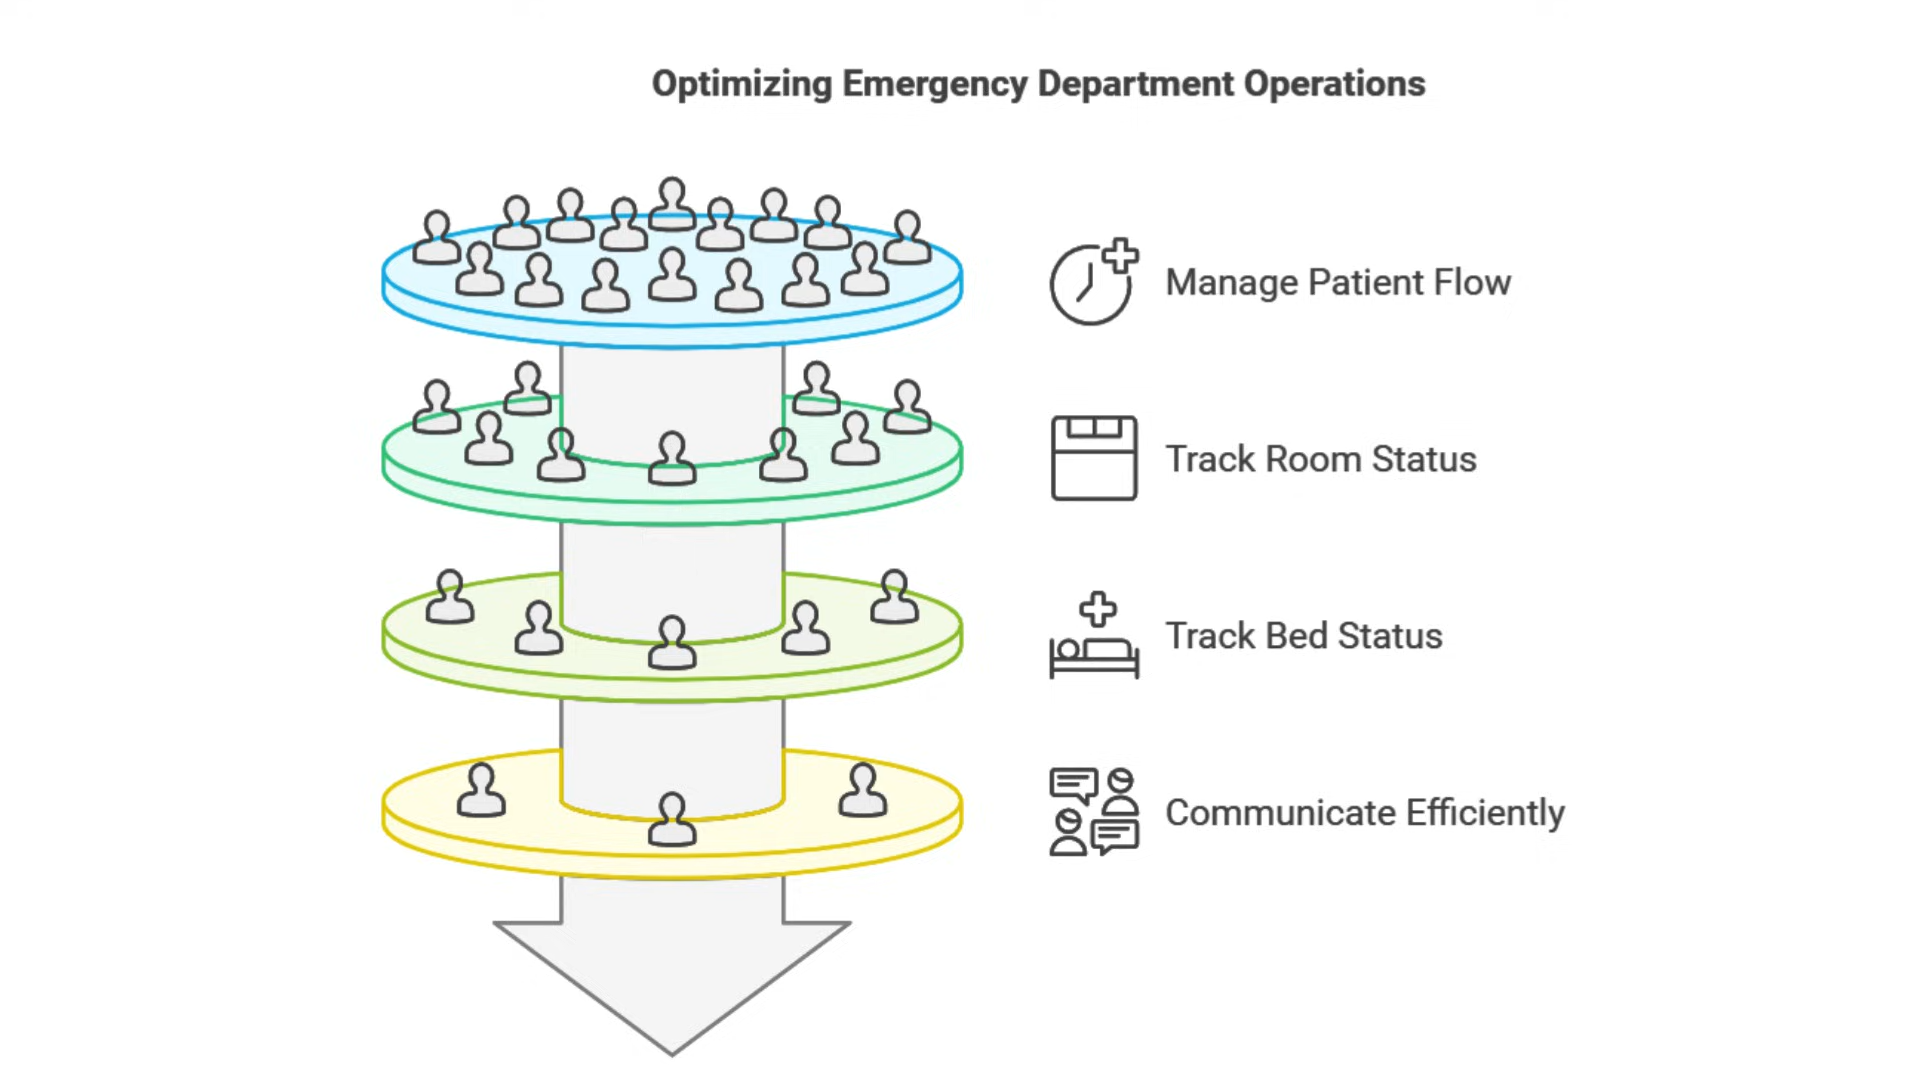 Optimizing Emergency Department Operations
Manage Patient Flow
Track Room Status
Track Bed Status
Communicate Efficiently